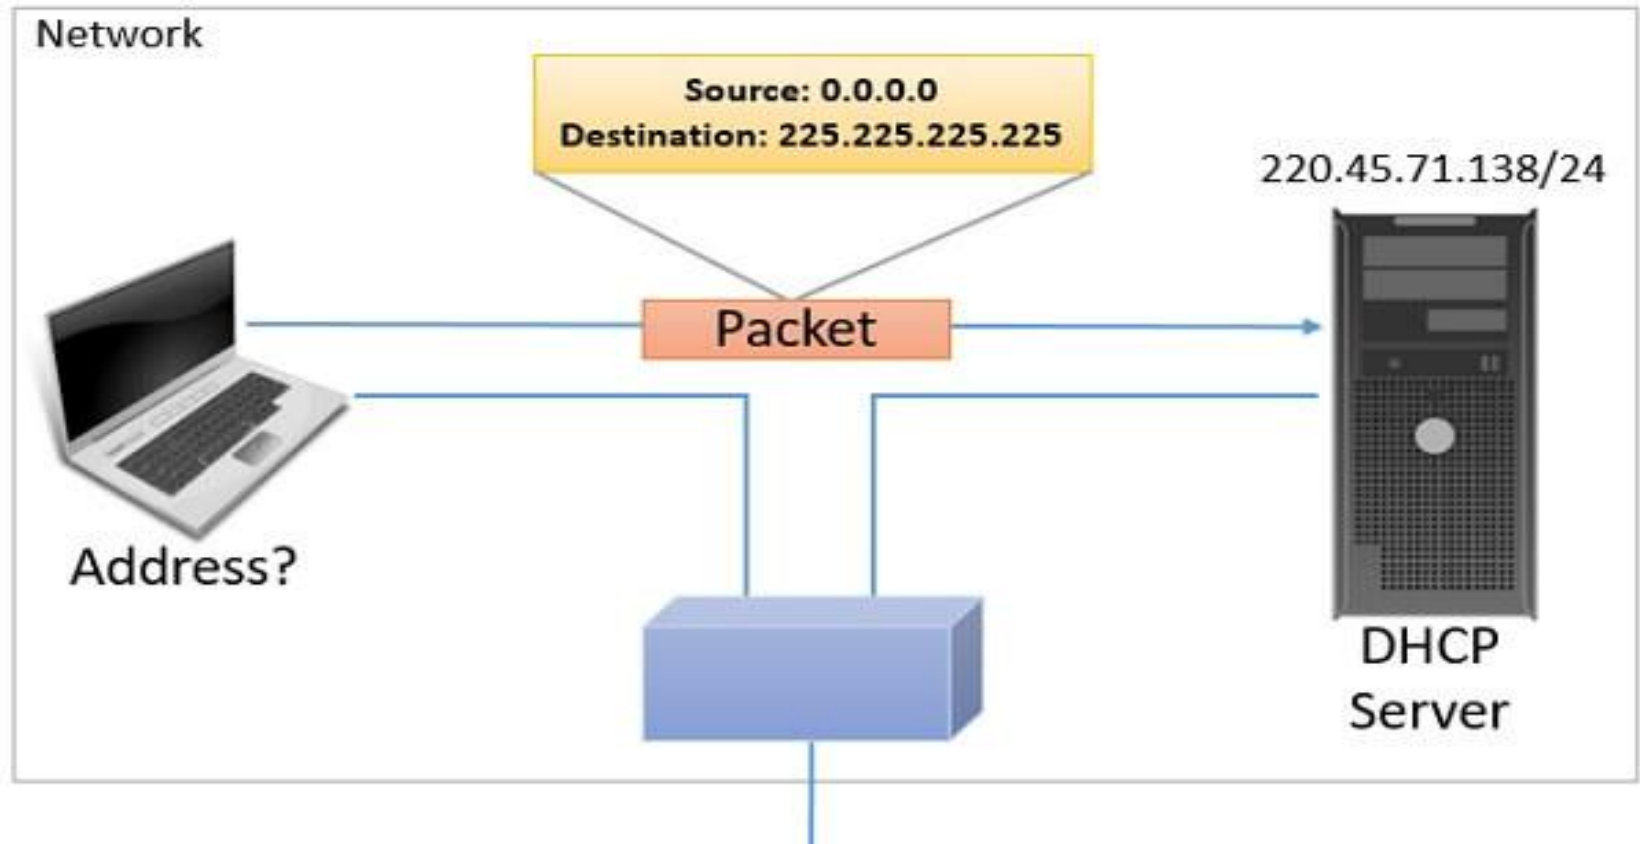 Network
Source: 0.0.0.0
Destination: 225.225.225.225
220.45.71.138/24
Packet
Address?
DHCP
Server